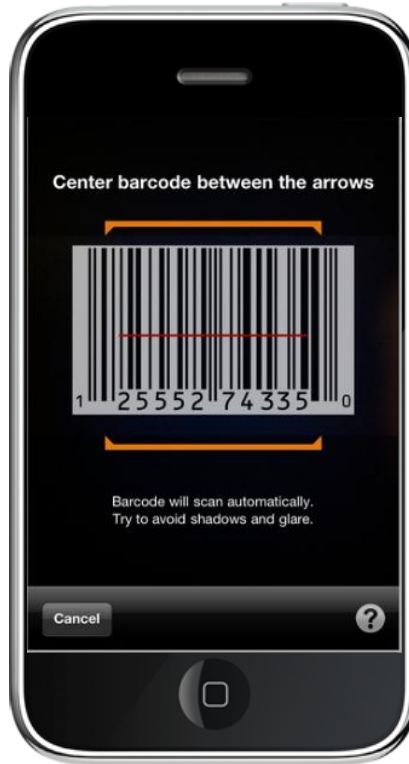 Center barcode between the arrows
1 25552 74335 0
Barcode will scan automatically.
Try to avoid shadows and glare.
Cancel
?